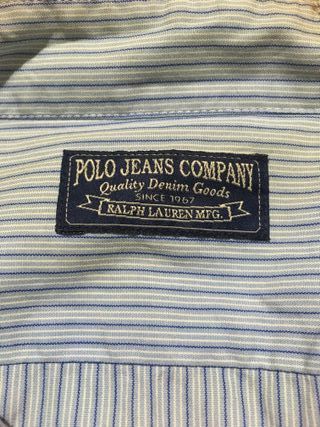 POLO JEANS COMPANY
Quality Denim Goods
SINCE 1967
RALPH LAUREN MFG.